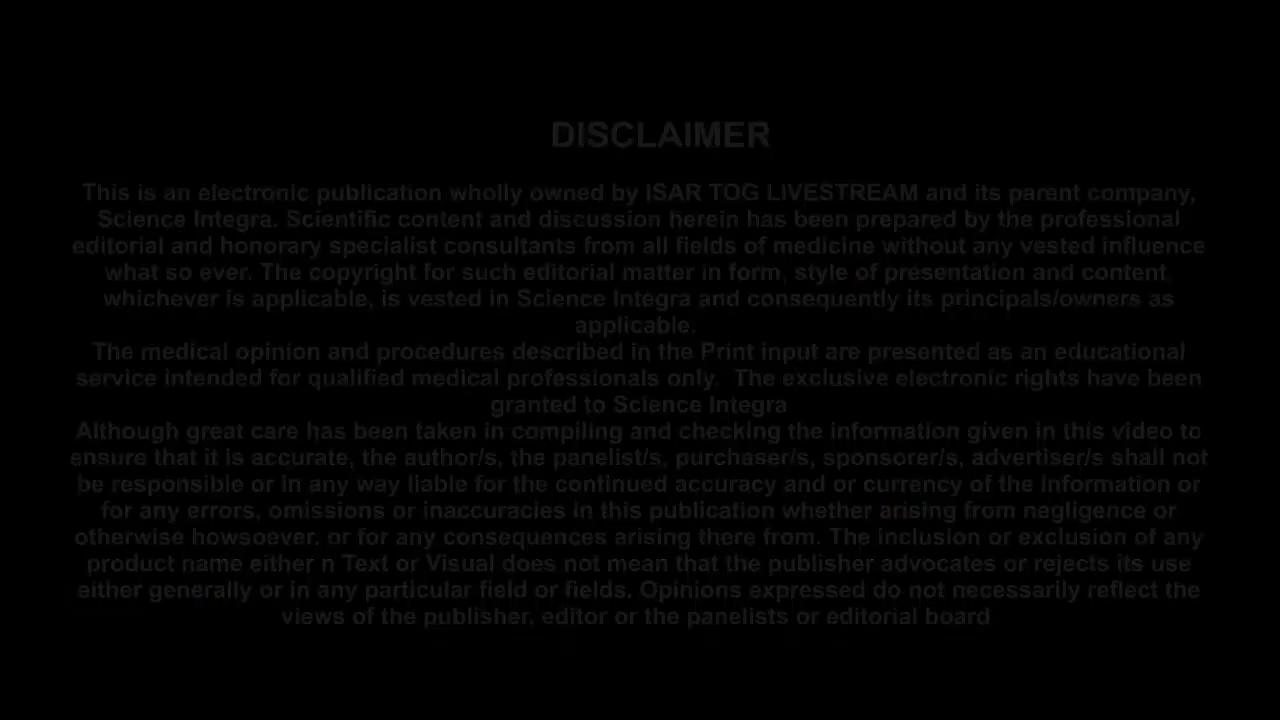 DISCLAIMER
This is an electronic publication wholly owned by ISAR TOG LIVESTREAM and its parent company,
Science Integra. Scientific content and discussion herein has been prepared by the professional
editorial and honorary specialist consultants from all fields of medicine without any vested influence
what so ever. The copyright for such editorial matter in form, style of presentation and content,
whichever is applicable, is vested in Science Integra and consequently its principals/owners as
applicable.
The medical opinion and procedures described in the Print input are presented as an educational
service intended for qualified medical professionals only.  The exclusive electronic rights have been
granted to Science Integra
Although great care has been taken in compiling and checking the information given in this video to
ensure that it is accurate, the author/s, the panelist/s, purchaser/s, sponsorer/s, advertiser/s shall not
be responsible or in any way liable for the continued accuracy and or currency of the information or
for any errors, omissions or inaccuracies in this publication whether arising from negligence or
otherwise howsoever, or for any consequences arising there from. The inclusion or exclusion of any
product name either n Text or Visual does not mean that the publisher advocates or rejects its use
either generally or in any particular field or fields. Opinions expressed do not necessarily reflect the
views of the publisher, editor or the panelists or editorial board